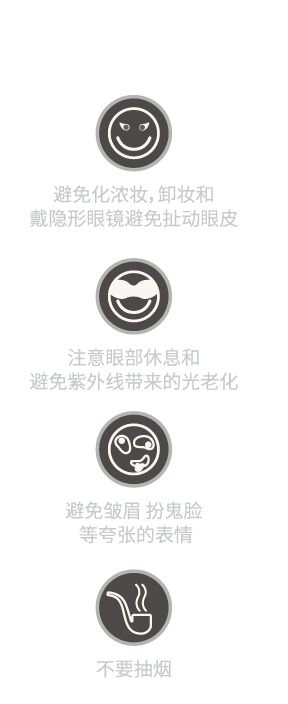 避免化浓妆，卸妆和
戴隐形眼镜避免扯动眼皮
注意眼部休息和
避免紫外线带来的光老化
避免皱眉 扮鬼脸
等夸张的表情
不要抽烟